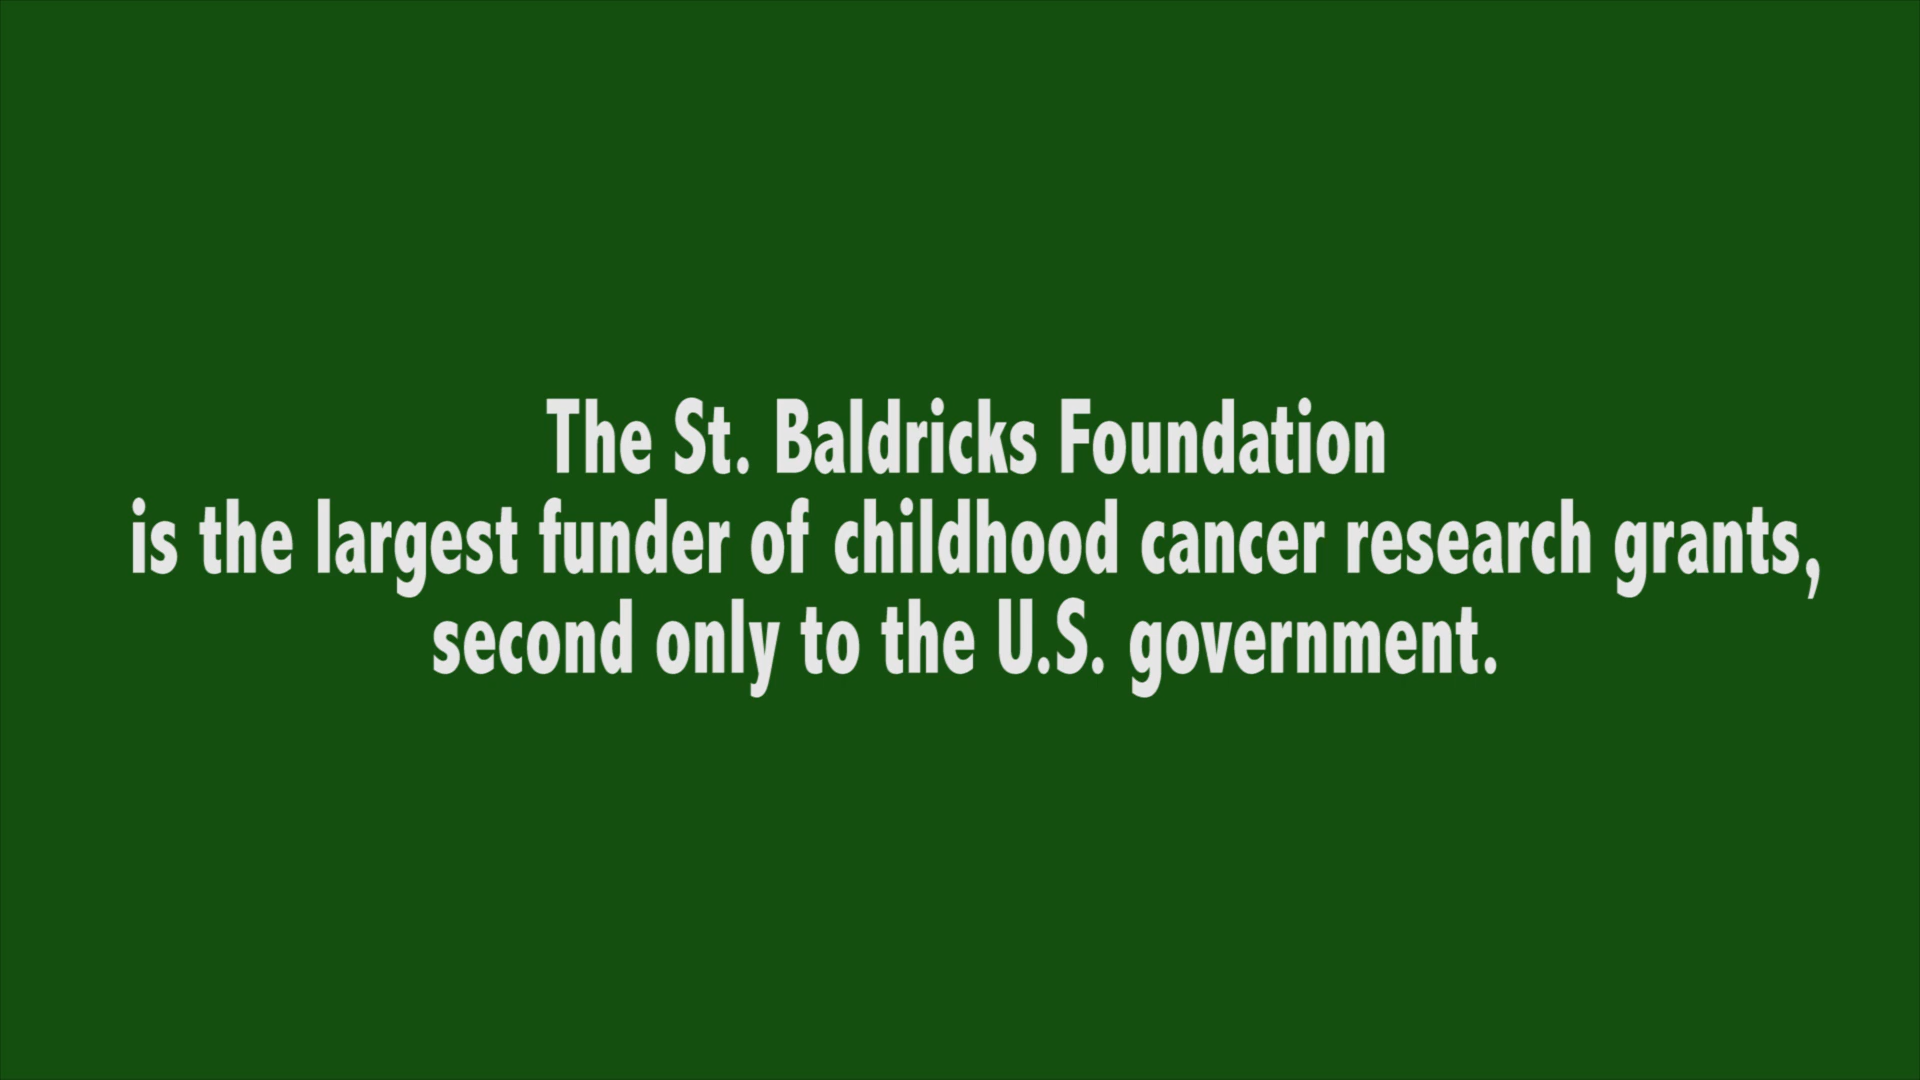 The St. Baldricks Foundation
is the largest funder of childhood cancer research grants,
second only to the U.S. government.